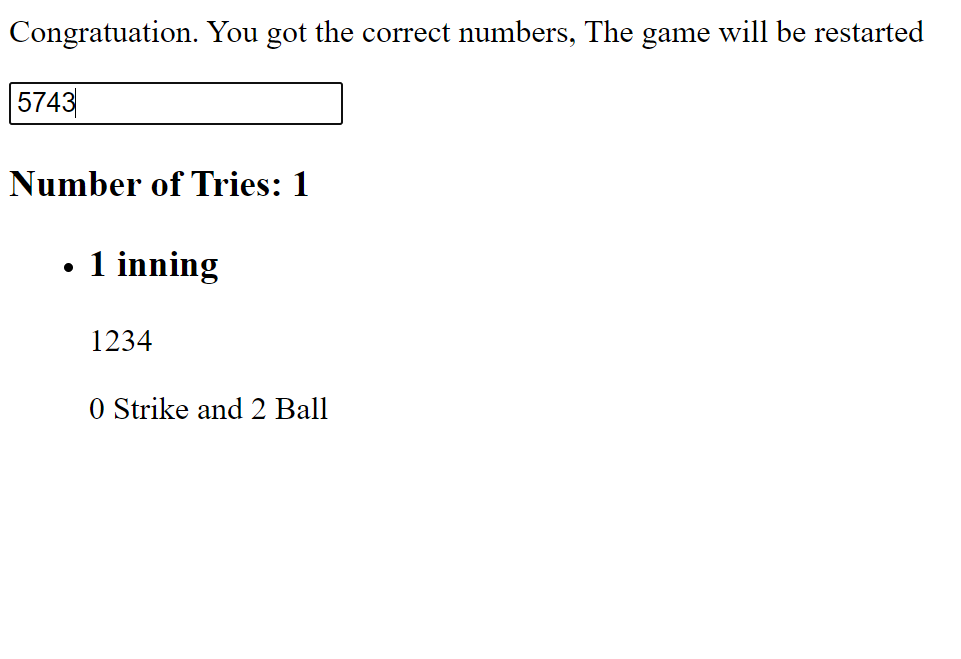 Congratuation. You got the correct numbers, The game will be restarted
5743
Number of Tries: 1
1 inning
1234
0 Strike and 2 Ball